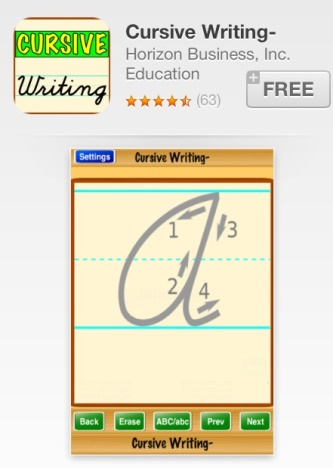 CURSIVE
Writing
Cursive Writing-
Horizon Business, Inc.
Education
(63)
FREE
Settings
Cursive Writing-
1
3
2
4
Back
Erase
ABC/abc
Prev
Next
Cursive Writing-